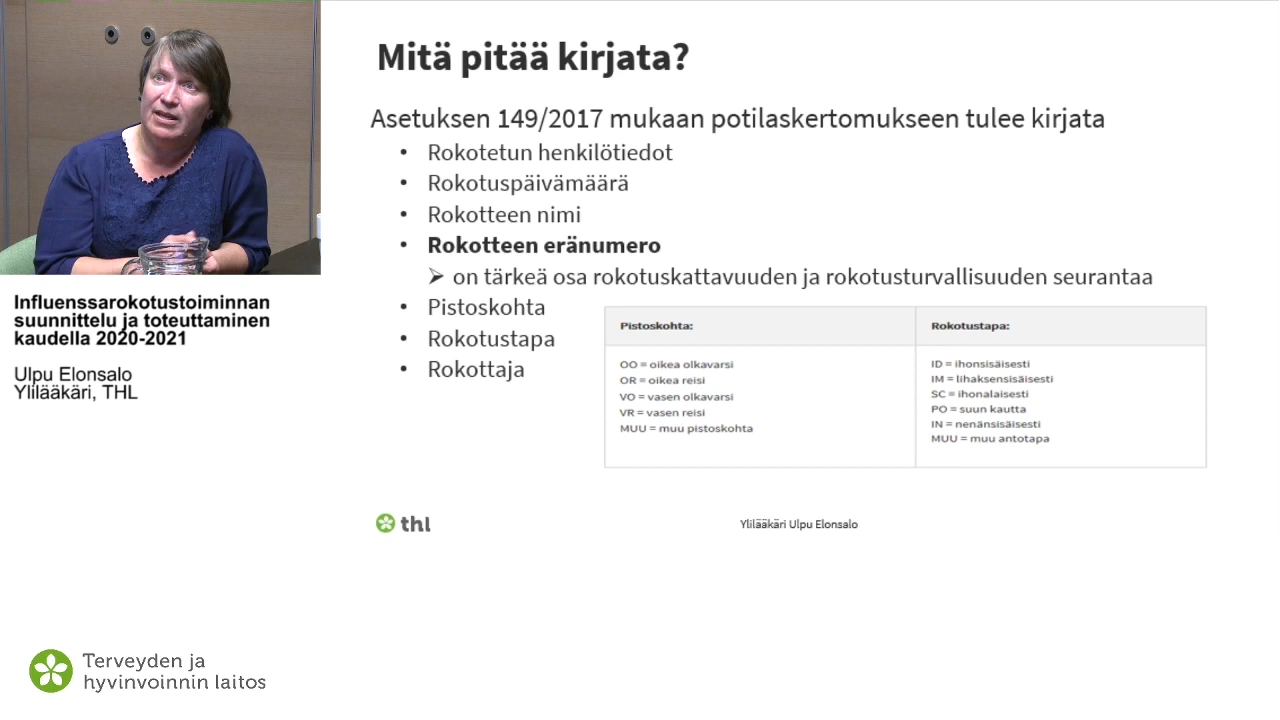 Mitä pitää kirjata?
Asetuksen 149/2017 mukaan potilaskertomukseen tulee kirjata
• Rokotetun henkilötiedot
• Rokotuspäivämäärä
• Rokotteen nimi
• Rokotteen eränumero
➢ on tärkeä osa rokotuskattavuuden ja rokotusturvallisuuden seurantaa
• Pistoskohta
• Rokotustapa
• Rokottaja
Pistoskohta:
OO = oikea olkavarsi
OR = oikea reisi
VO = vasen olkavarsi
VR = vasen reisi
MUU = muu pistoskohta
Rokotustapa:
ID = ihonsisäisesti
IM = lihaksensisäisesti
SC = ihonalaisesti
PO = suun kautta
IN = nenänsisäisesti
MUU = muu antotapa
thl
Ylilääkäri Ulpu Elonsalo
Influenssarokotustoiminnan
suunnittelu ja toteuttaminen
kaudella 2020-2021
Ulpu Elonsalo
Ylilääkäri, THL
Terveyden ja
hyvinvoinnin laitos